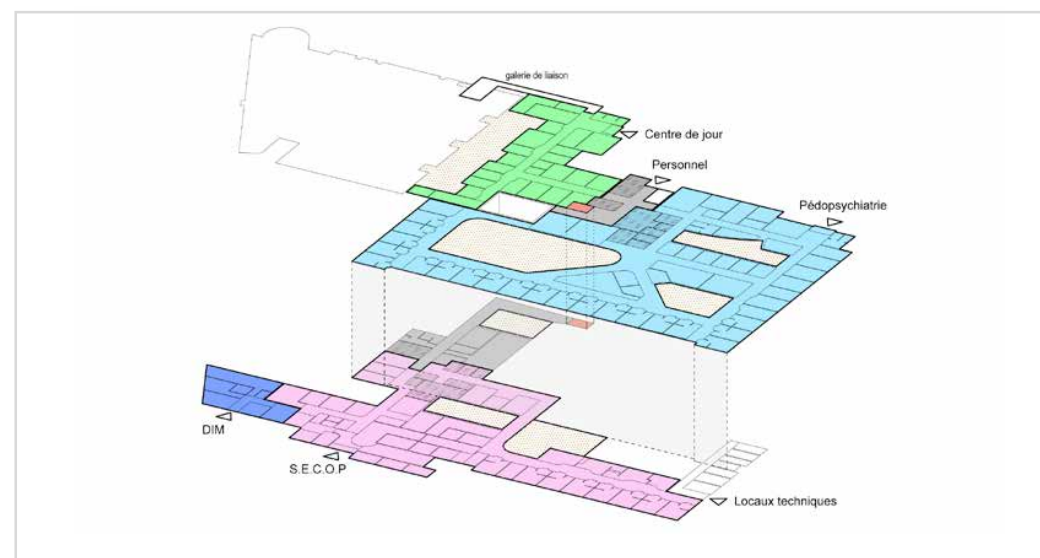 galerie de liaison
Centre de jour
Personnel
Pédopsychiatrie
DIM
S.E.C.O.P
Locaux techniques